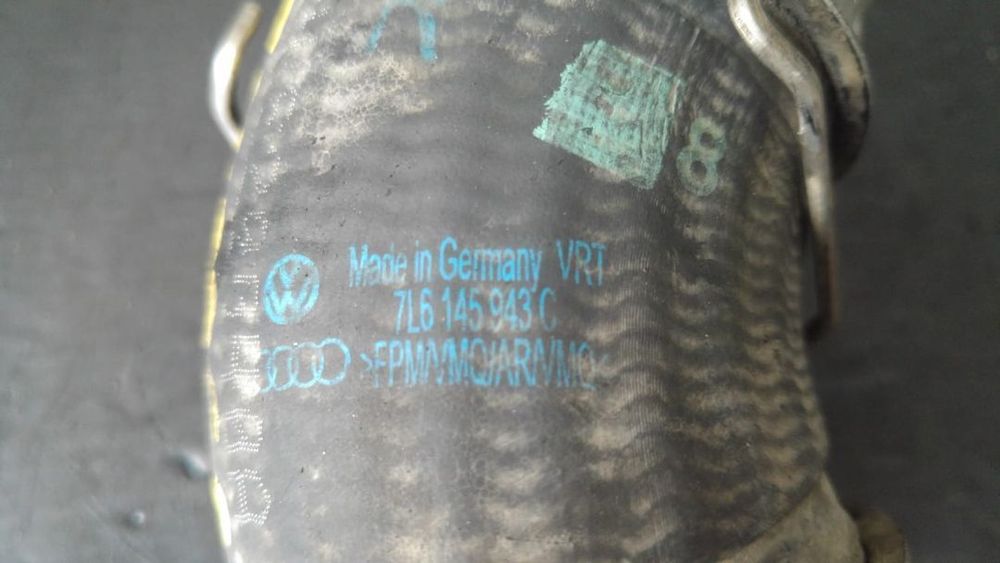 8
Made in Germany VRT
7L6 145 943 C
>FPM/VMQ/AR/VMQ<